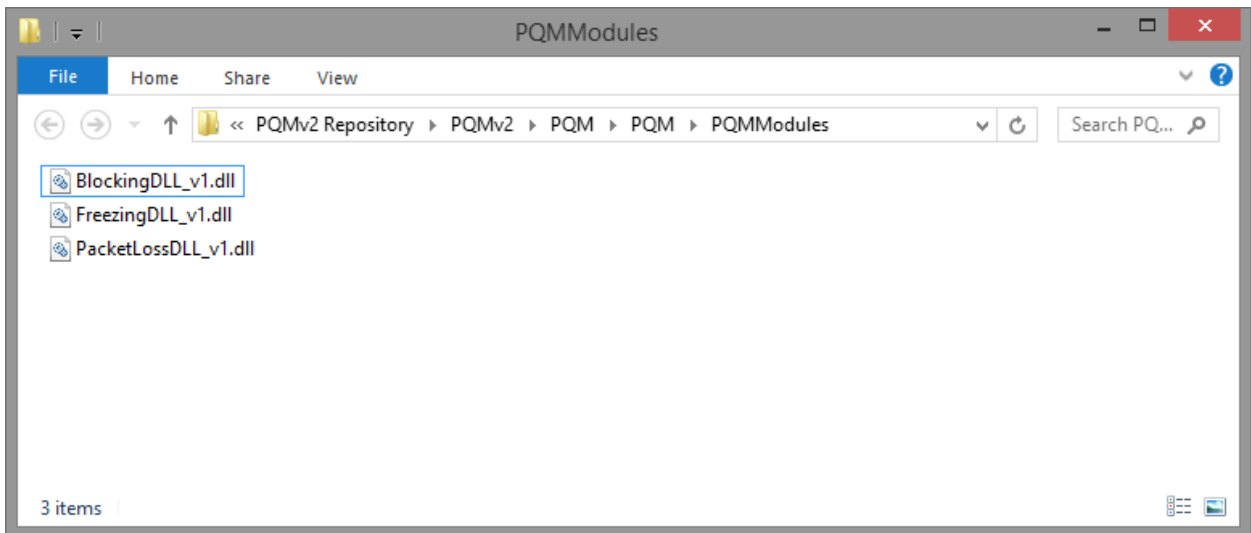 PQMModules
File Home Share View
« PQMv2 Repository PQMv2 PQM PQM PQMModules Search PQ...
BlockingDLL_v1.dll
FreezingDLL_v1.dll
PacketLossDLL_v1.dll
3 items